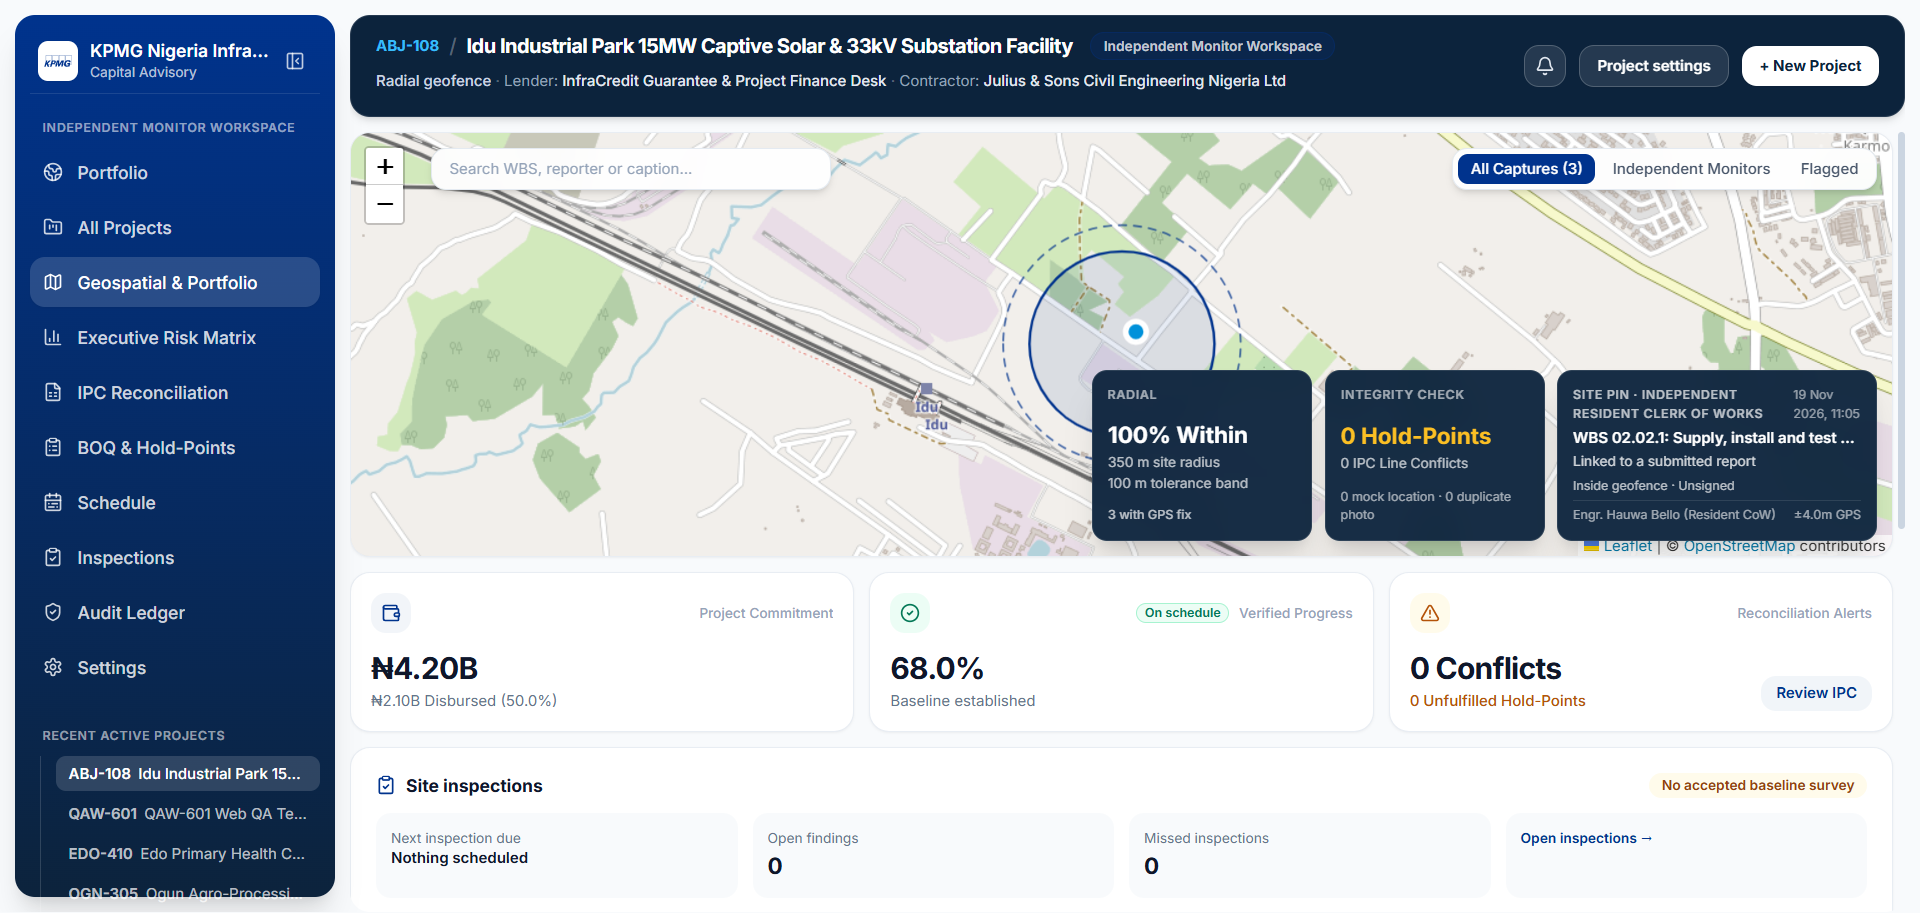 KPMG
KPMG Nigeria Infra...
Capital Advisory
INDEPENDENT MONITOR WORKSPACE
Portfolio
All Projects
Geospatial & Portfolio
Executive Risk Matrix
IPC Reconciliation
BOQ & Hold-Points
Schedule
Inspections
Audit Ledger
Settings
RECENT ACTIVE PROJECTS
ABJ-108 Idu Industrial Park 15...
QAW-601 QAW-601 Web QA Te...
EDO-410 Edo Primary Health C...
OGN-305 Ogun Agro-Processi...
ABJ-108 / Idu Industrial Park 15MW Captive Solar & 33kV Substation Facility Independent Monitor Workspace
Radial geofence · Lender: InfraCredit Guarantee & Project Finance Desk · Contractor: Julius & Sons Civil Engineering Nigeria Ltd
Project settings
+ New Project
+
−
Search WBS, reporter or caption...
All Captures (3) Independent Monitors Flagged
Karmo
Idu
Idu
RADIAL
100% Within
350 m site radius
100 m tolerance band
3 with GPS fix
INTEGRITY CHECK
0 Hold-Points
0 IPC Line Conflicts
0 mock location · 0 duplicate
photo
SITE PIN · INDEPENDENT 19 Nov
RESIDENT CLERK OF WORKS 2026, 11:05
WBS 02.02.1: Supply, install and test ...
Linked to a submitted report
Inside geofence · Unsigned
Engr. Hauwa Bello (Resident CoW) ±4.0m GPS
Leaflet | © OpenStreetMap contributors
Project Commitment
₦4.20B
₦2.10B Disbursed (50.0%)
On schedule Verified Progress
68.0%
Baseline established
Reconciliation Alerts
0 Conflicts
0 Unfulfilled Hold-Points
Review IPC
Site inspections
No accepted baseline survey
Next inspection due
Nothing scheduled
Open findings
0
Missed inspections
0
Open inspections →